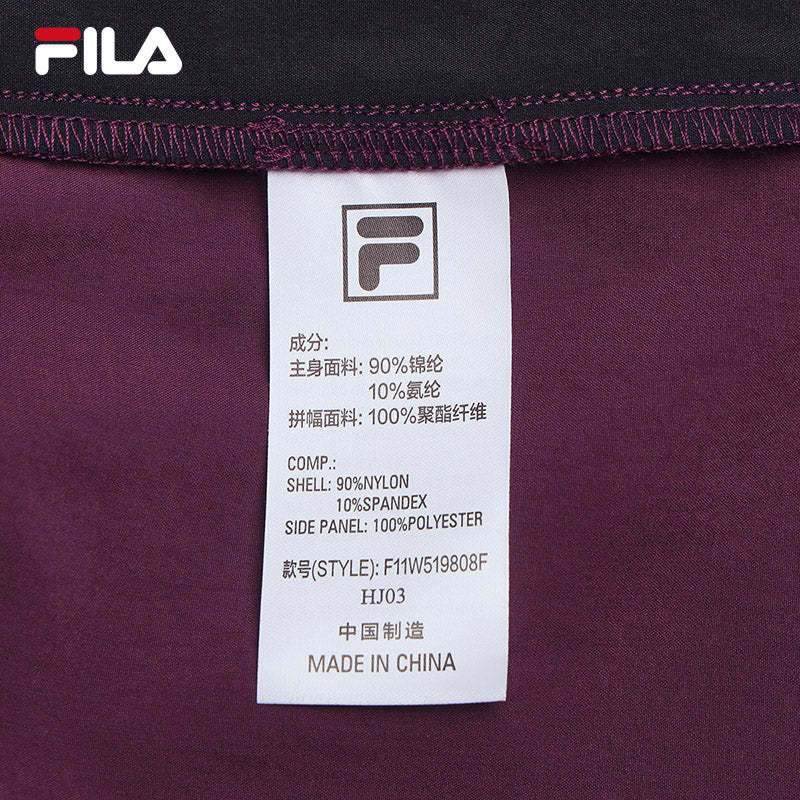 FILA
F
成分:
主身面料: 90%锦纶
10%氨纶
拼幅面料: 100%聚酯纤维
COMP.:
SHELL: 90%NYLON
10%SPANDEX
SIDE PANEL: 100%POLYESTER
款号(STYLE): F11W519808F
HJ03
中国制造
MADE IN CHINA